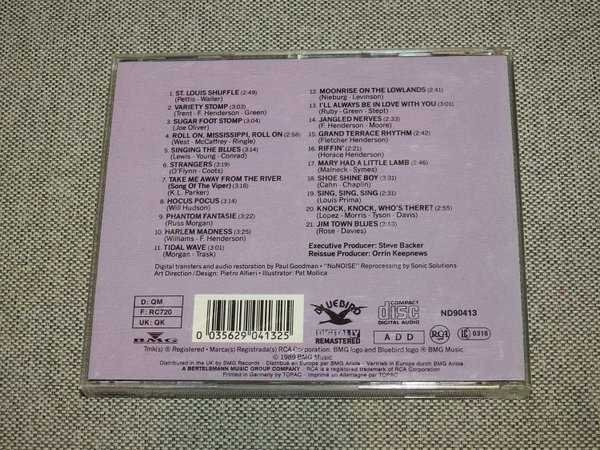 1. ST. LOUIS SHUFFLE (2:49)
(Pettis - Waller)
2. VARIETY STOMP (3:03)
(Trent - F. Henderson - Green)
3. SUGAR FOOT STOMP (3:04)
(Joe Oliver)
4. ROLL ON, MISSISSIPPI, ROLL ON (2:58)
(West - McCaffrey - Ringle)
5. SINGING THE BLUES (3:14)
(Lewis - Young - Conrad)
6. STRANGERS (3:19)
(O'Flynn - Coots)
7. TAKE ME AWAY FROM THE RIVER
(Song Of The Viper) (3:18)
(K.L. Parker)
8. HOCUS POCUS (3:14)
(Will Hudson)
9. PHANTOM FANTASIE (3:22)
(Russ Morgan)
10. HARLEM MADNESS (3:25)
(Williams - F. Henderson)
11. TIDAL WAVE (3:01)
(Morgan - Trask)
12. MOONRISE ON THE LOWLANDS (2:41)
(Nieburg - Levinson)
13. I'LL ALWAYS BE IN LOVE WITH YOU (3:01)
(Ruby - Green - Stept)
14. JANGLED NERVES (2:33)
(F. Henderson - Moore)
15. GRAND TERRACE RHYTHM (2:42)
(Fletcher Henderson)
16. RIFFIN' (2:21)
(Horace Henderson)
17. MARY HAD A LITTLE LAMB (2:46)
(Malneck - Symes)
18. SHOE SHINE BOY (3:21)
(Cahn - Chaplin)
19. SING, SING, SING (3:21)
(Louis Prima)
20. KNOCK, KNOCK, WHO'S THERE? (2:55)
(Lopez - Morris - Tyson - Davis)
21. JIM TOWN BLUES (2:43)
(Rose - Davies)
Executive Producer: Steve Backer
Reissue Producer: Orrin Keepnews
Digital transfers and audio restoration by Paul Goodman - "NoNOISE" Reprocessing by Sonic Solutions
Art Direction/Design: Pietro Alfieri - Illustrator: Pat Mollica
D: QM
F: RC720
UK: QK
BMG
0 035629 041325
BLUEBIRD
DIGITALLY
REMASTERED
COMPACT
disc
DIGITAL AUDIO
A D D
RCA
ND90413
LC 0316
Tmk(s) ® Registered - Marca(s) Registrada(s) RCA Corporation. BMG logo and Bluebird logo ® BMG Music
© 1989 BMG Music
Distributed in the UK by BMG Records - Distribué en Europe par BMG Ariola - Vertrieb in Europe durch BMG Ariola
A BERTELSMANN MUSIC GROUP COMPANY - RCA is a registered trademark of RCA Corporation.
Printed in Germany by TOPAC - Imprimé en Allemagne par TOPAC